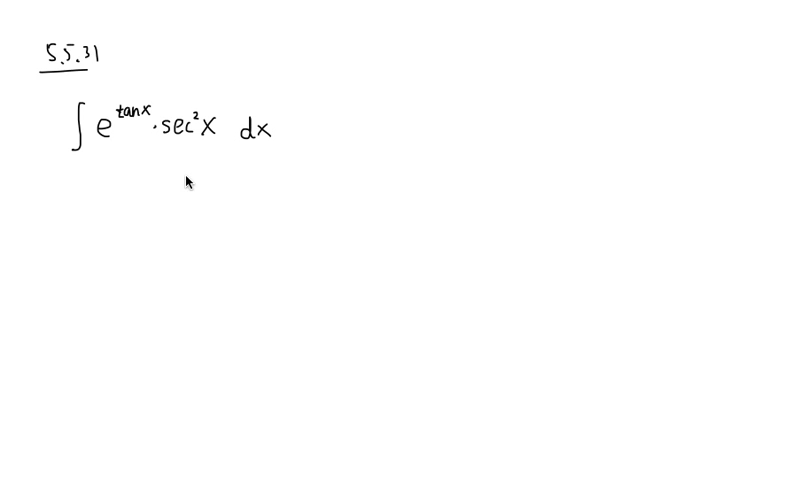 5.5.31
∫ e^{tanx} · sec²x dx